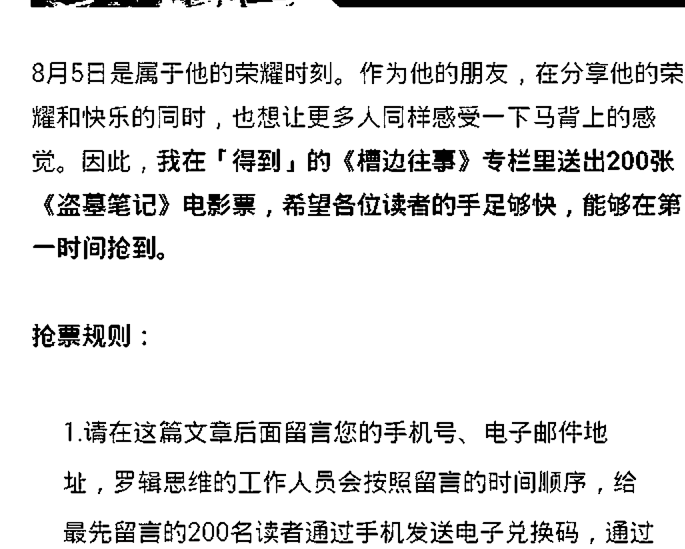 8月5日是属于他的荣耀时刻。作为他的朋友，在分享他的荣
耀和快乐的同时，也想让更多人同样感受一下马背上的感
觉。因此，我在「得到」的《槽边往事》专栏里送出200张
《盗墓笔记》电影票，希望各位读者的手足够快，能够在第
一时间抢到。
抢票规则：
1.请在这篇文章后面留言您的手机号、电子邮件地
址，罗辑思维的工作人员会按照留言的时间顺序，给
最先留言的200名读者通过手机发送电子兑换码，通过